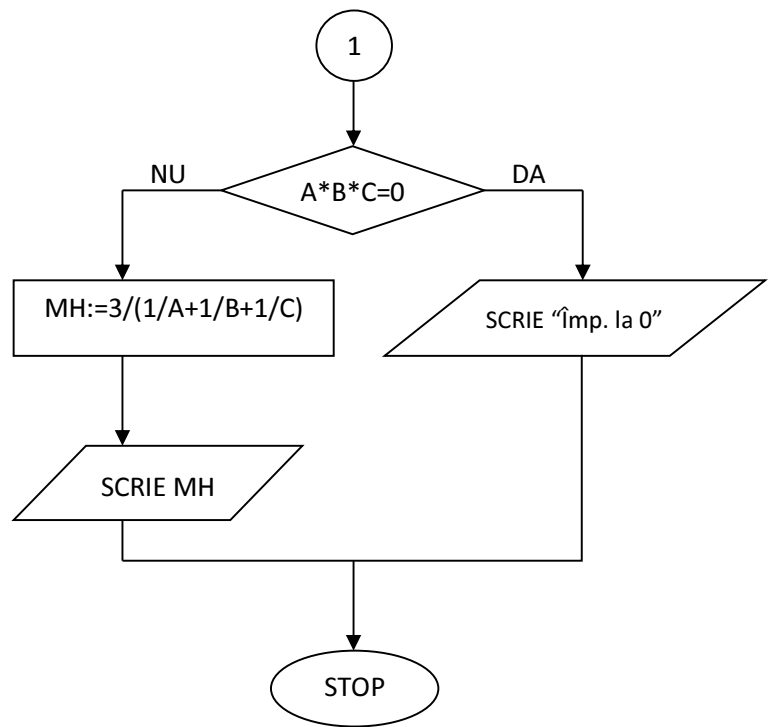 1
NU
DA
A*B*C=0
MH:=3/(1/A+1/B+1/C)
SCRIE “Împ. la 0”
SCRIE MH
STOP